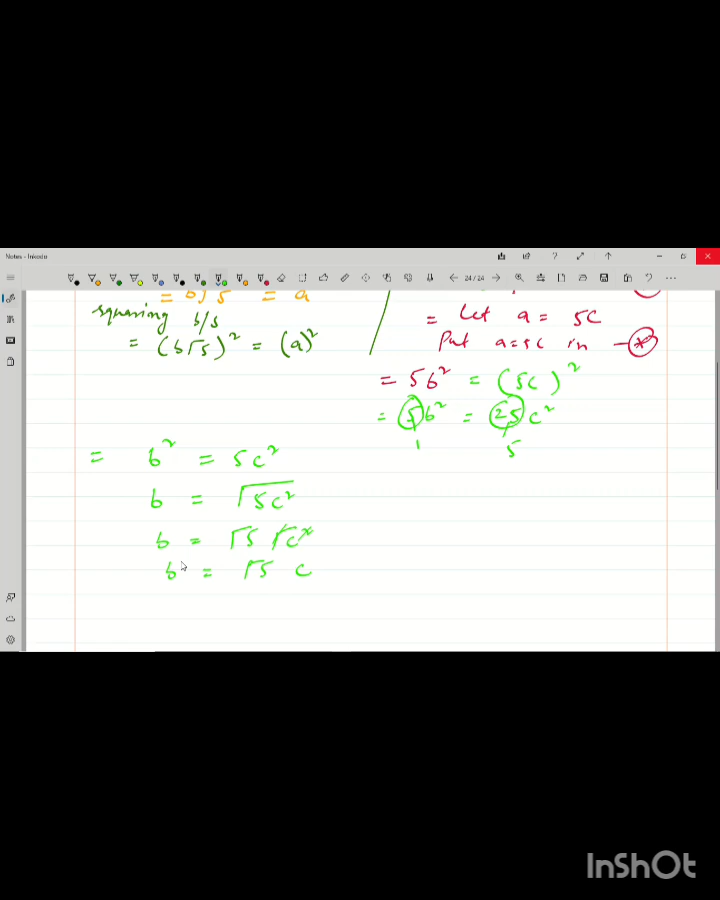 Notes - Inkodo
24/24
= b√5 = a
squaring b/s
= (b√5)² = (a)²
= Let a = 5c
Put a=5c in —*
= 5b² = (5c)²
= 5b² = 25c²
1 5
= b² = 5c²
b = √5c²
b = √5 √c²
b = √5 c
InShOt